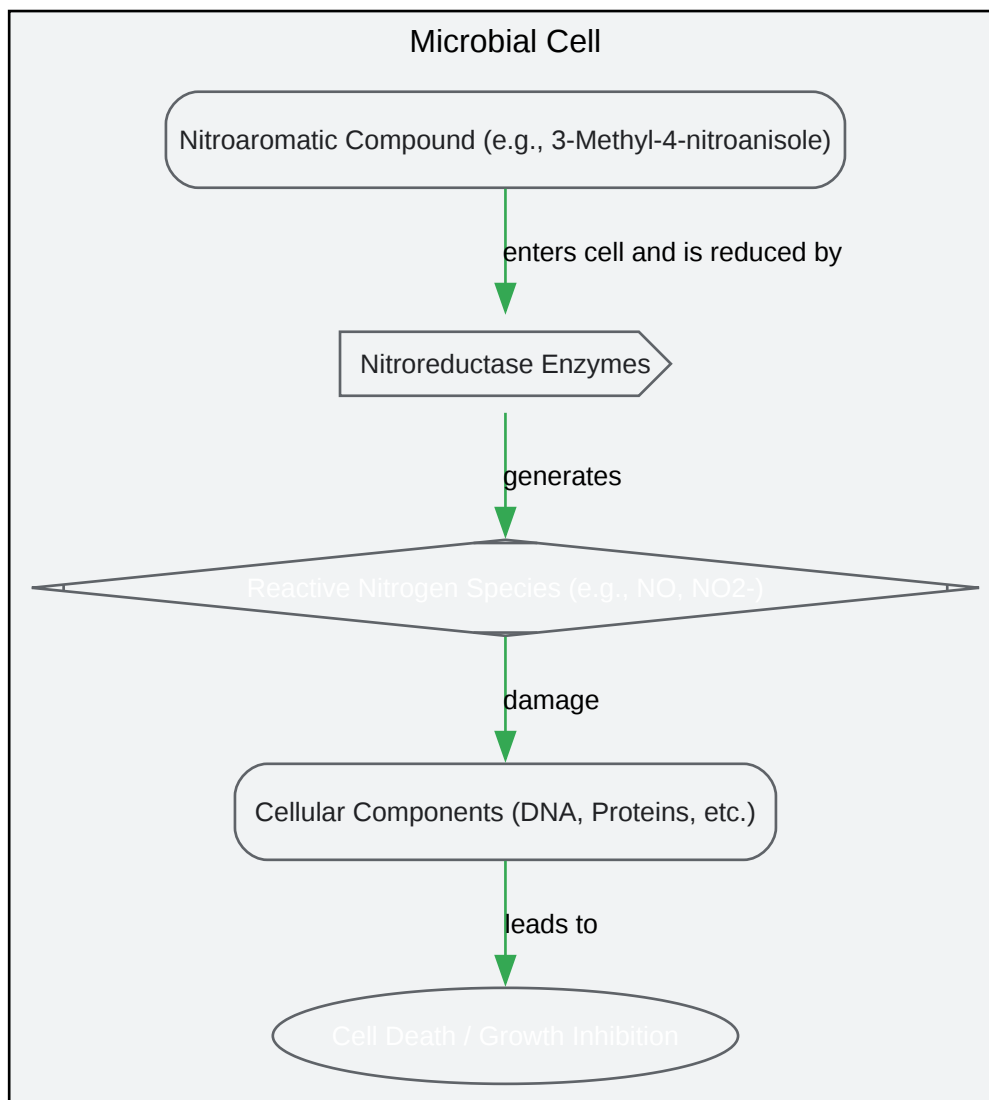 Microbial Cell
Nitroaromatic Compound (e.g., 3-Methyl-4-nitroanisole)
enters cell and is reduced by
Nitroreductase Enzymes
generates
Reactive Nitrogen Species (e.g., NO, NO2-)
damage
Cellular Components (DNA, Proteins, etc.)
leads to
Cell Death / Growth Inhibition